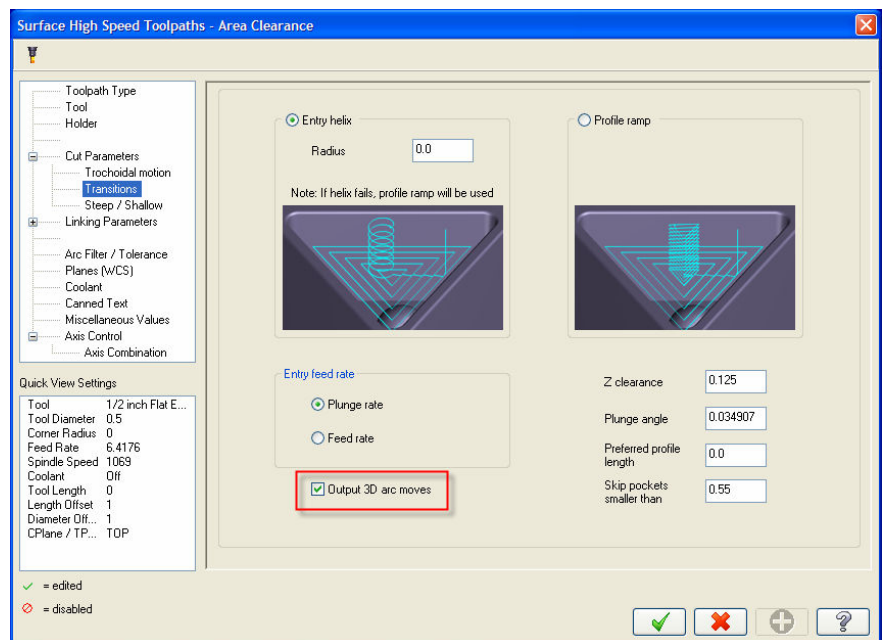 Surface High Speed Toolpaths - Area Clearance
Toolpath Type
Tool
Holder
Cut Parameters
Trochoidal motion
Transitions
Steep / Shallow
Linking Parameters
Arc Filter / Tolerance
Planes (WCS)
Coolant
Canned Text
Miscellaneous Values
Axis Control
Axis Combination
Quick View Settings
Tool 1/2 inch Flat E...
Tool Diameter 0.5
Corner Radius 0
Feed Rate 6.4176
Spindle Speed 1069
Coolant Off
Tool Length 0
Length Offset 1
Diameter Off... 1
CPlane / TP... TOP
= edited
= disabled
Entry helix
Radius 0.0
Note: If helix fails, profile ramp will be used
Profile ramp
Entry feed rate
Plunge rate
Feed rate
Output 3D arc moves
Z clearance 0.125
Plunge angle 0.034907
Preferred profile
length 0.0
Skip pockets
smaller than 0.55
?